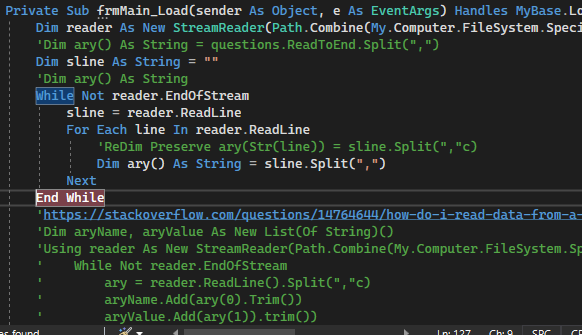 Private Sub frmMain_Load(sender As Object, e As EventArgs) Handles MyBase.Lo
Dim reader As New StreamReader(Path.Combine(My.Computer.FileSystem.Speci
'Dim ary() As String = questions.ReadToEnd.Split(",")
Dim sline As String = ""
'Dim ary() As String
While Not reader.EndOfStream
sline = reader.ReadLine
For Each line In reader.ReadLine
'ReDim Preserve ary(Str(line)) = sline.Split(","c)
Dim ary() As String = sline.Split(",")
Next
End While
'https://stackoverflow.com/questions/14764644/how-do-i-read-data-from-a-
'Dim aryName, aryValue As New List(Of String)()
'Using reader As New StreamReader(Path.Combine(My.Computer.FileSystem.Sp
'    While Not reader.EndOfStream
'        ary = reader.ReadLine().Split(","c)
'        aryName.Add(ary(0).Trim())
'        aryValue.Add(ary(1)).trim())
es found
Ln: 127 Ch: 9 SPC